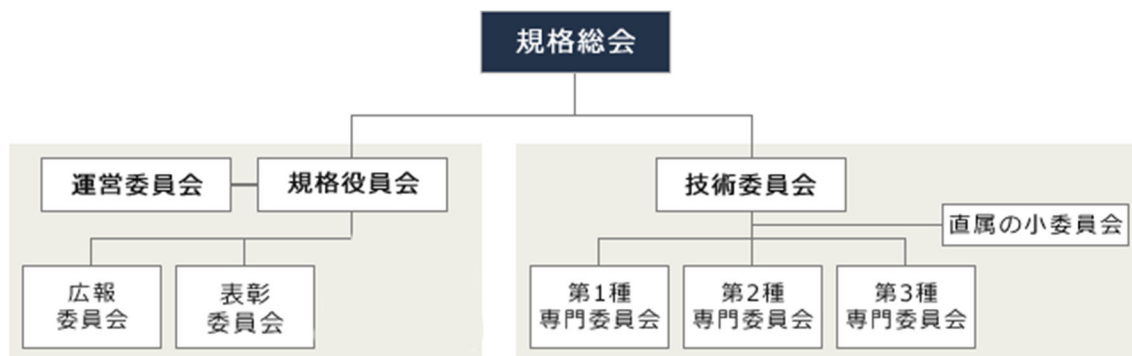 規格総会
運営委員会
規格役員会
技術委員会
直属の小委員会
広報
委員会
表彰
委員会
第1種
専門委員会
第2種
専門委員会
第3種
専門委員会